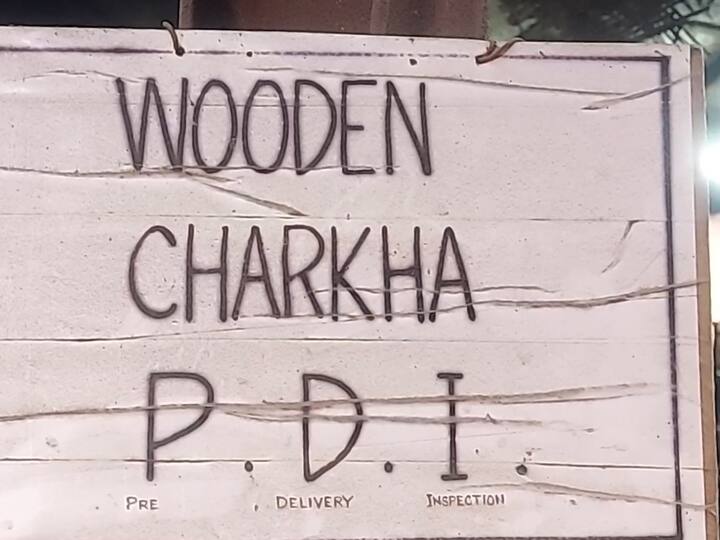 WOODEN
CHARKHA
P.D.I.
PRE DELIVERY INSPECTION